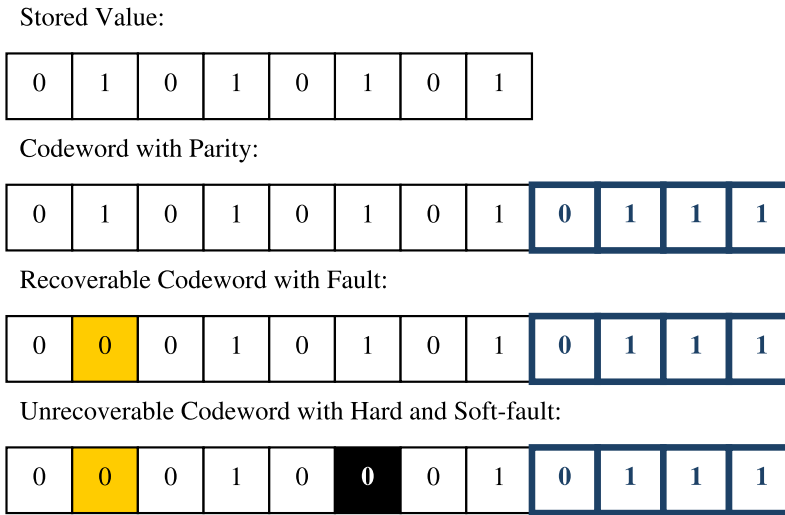 Stored Value:
0 1 0 1 0 1 0 1
Codeword with Parity:
0 1 0 1 0 1 0 1 0 1 1 1
Recoverable Codeword with Fault:
0 0 0 1 0 1 0 1 0 1 1 1
Unrecoverable Codeword with Hard and Soft-fault:
0 0 0 1 0 0 0 1 0 1 1 1